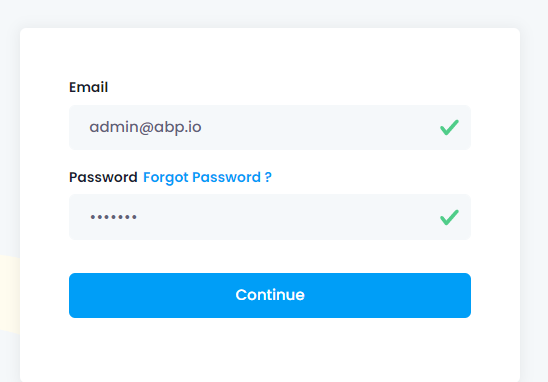 Email
admin@abp.io
Password Forgot Password ?
•••••••
Continue